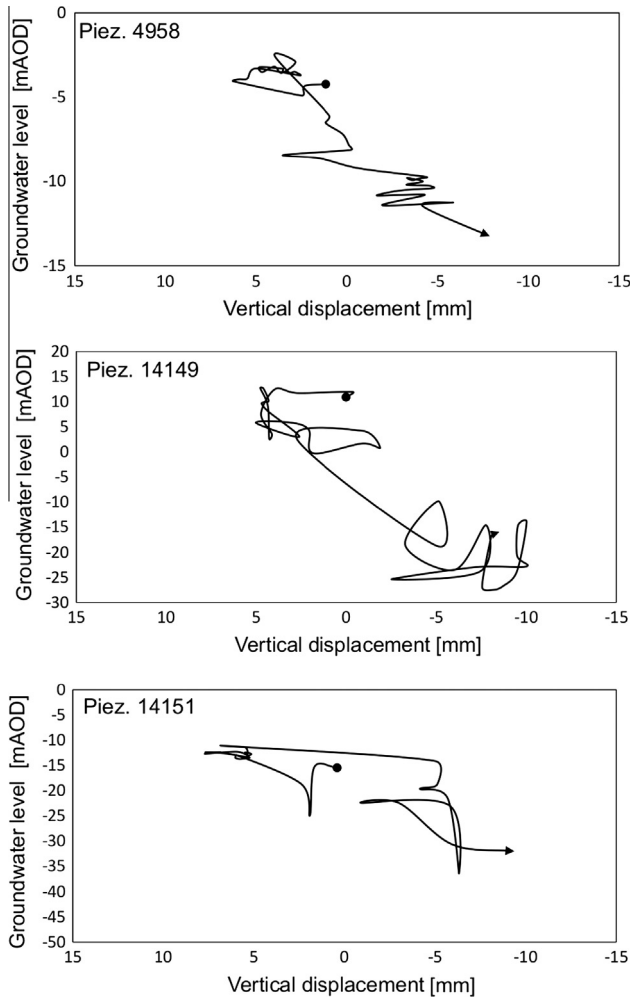 Piez. 4958
Groundwater level [mAOD]
0
-5
-10
-15
15 10 5 0 -5 -10 -15
Vertical displacement [mm]
Piez. 14149
Groundwater level [mAOD]
20
15
10
5
0
-5
-10
-15
-20
-25
-30
15 10 5 0 -5 -10 -15
Vertical displacement [mm]
Piez. 14151
Groundwater level [mAOD]
0
-5
-10
-15
-20
-25
-30
-35
-40
-45
-50
15 10 5 0 -5 -10 -15
Vertical displacement [mm]